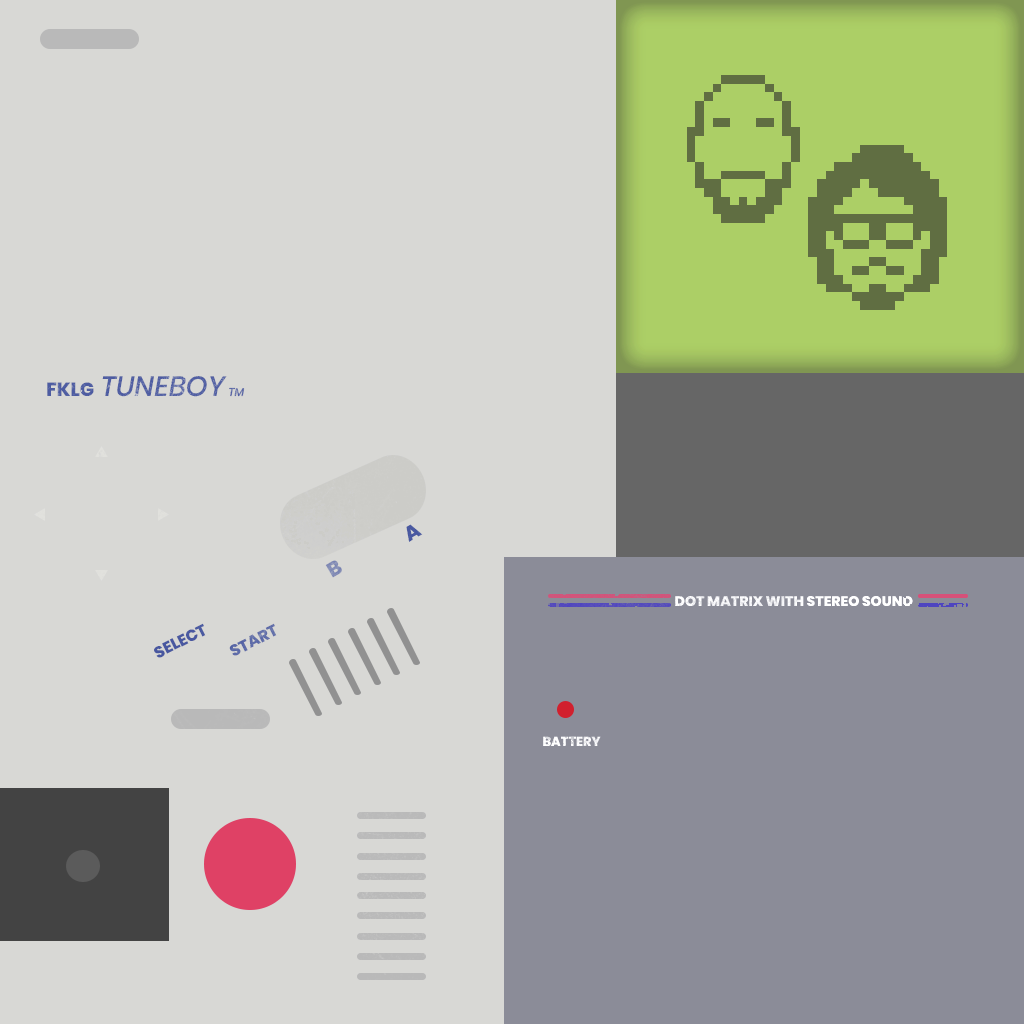 FKLG TUNEBOY TM
A
B
SELECT
START
DOT MATRIX WITH STEREO SOUND
BATTERY